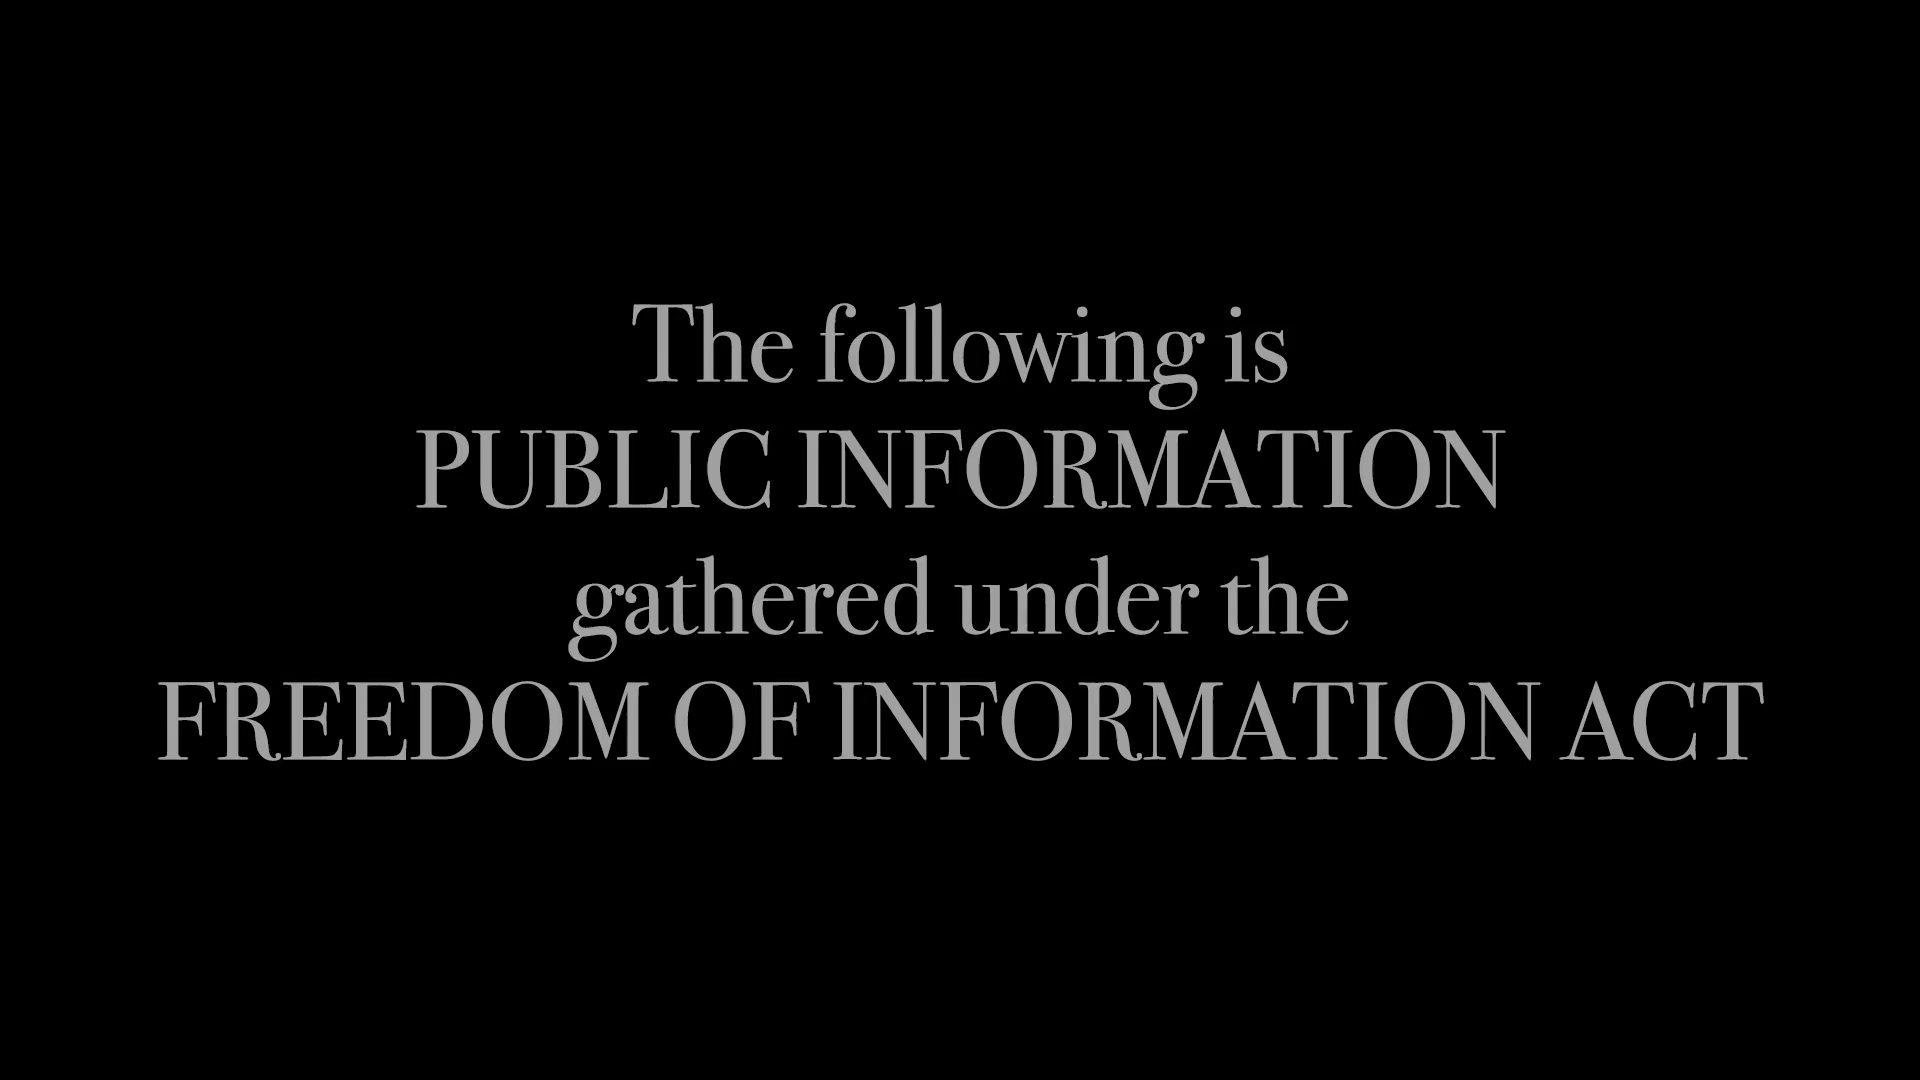 The following is
PUBLIC INFORMATION
gathered under the
FREEDOM OF INFORMATION ACT